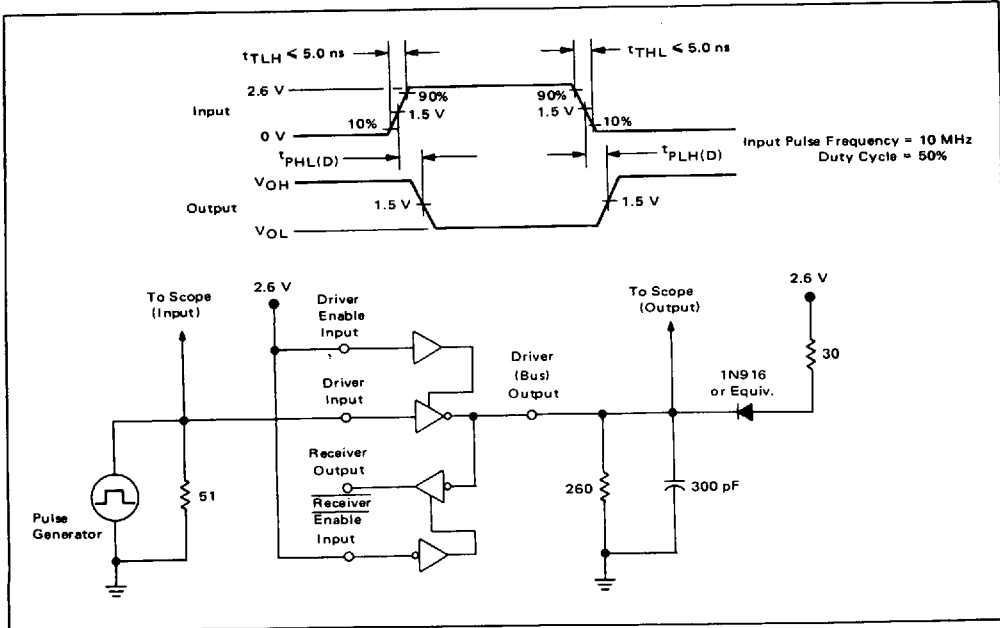 tTLH ≤ 5.0 ns
tTHL ≤ 5.0 ns
2.6 V
90%
90%
Input
1.5 V
1.5 V
10%
10%
0 V
Input Pulse Frequency = 10 MHz
Duty Cycle = 50%
tPHL(D)
tPLH(D)
VOH
1.5 V
1.5 V
Output
VOL
2.6 V
2.6 V
To Scope
(Input)
Driver
Enable
Input
To Scope
(Output)
30
Driver
(Bus)
Output
1N916
or Equiv.
Driver
Input
Receiver
Output
51
260
300 pF
Receiver
Enable
Input
Pulse
Generator